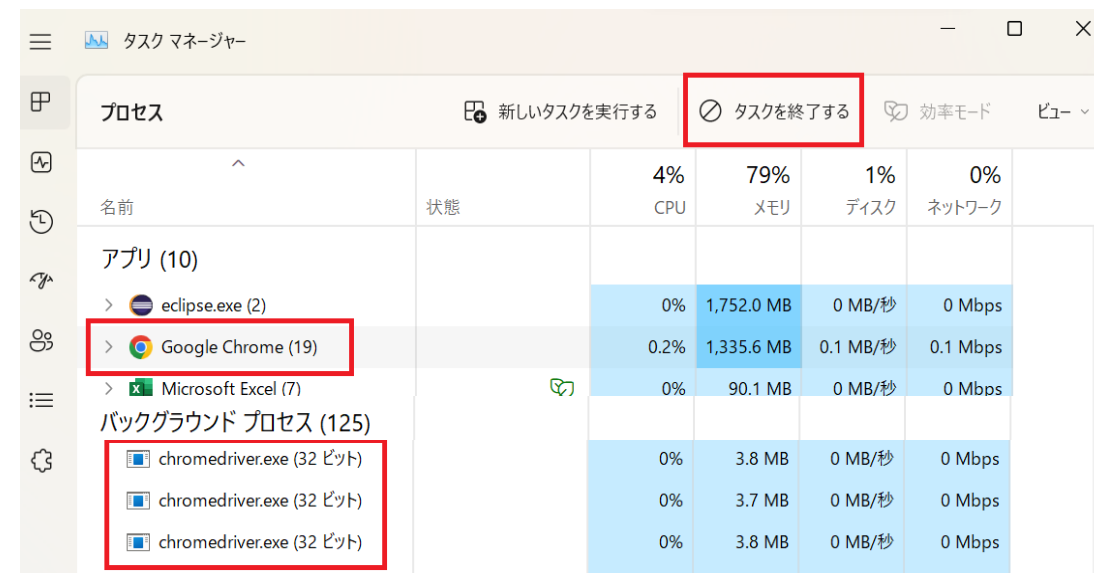 タスク マネージャー
プロセス 新しいタスクを実行する タスクを終了する 効率モード ビュー
4% 79% 1% 0%
名前 状態 CPU メモリ ディスク ネットワーク
アプリ (10)
eclipse.exe (2) 0% 1,752.0 MB 0 MB/秒 0 Mbps
Google Chrome (19) 0.2% 1,335.6 MB 0.1 MB/秒 0.1 Mbps
Microsoft Excel (7) 0% 90.1 MB 0 MB/秒 0 Mbps
バックグラウンド プロセス (125)
chromedriver.exe (32 ビット) 0% 3.8 MB 0 MB/秒 0 Mbps
chromedriver.exe (32 ビット) 0% 3.7 MB 0 MB/秒 0 Mbps
chromedriver.exe (32 ビット) 0% 3.8 MB 0 MB/秒 0 Mbps